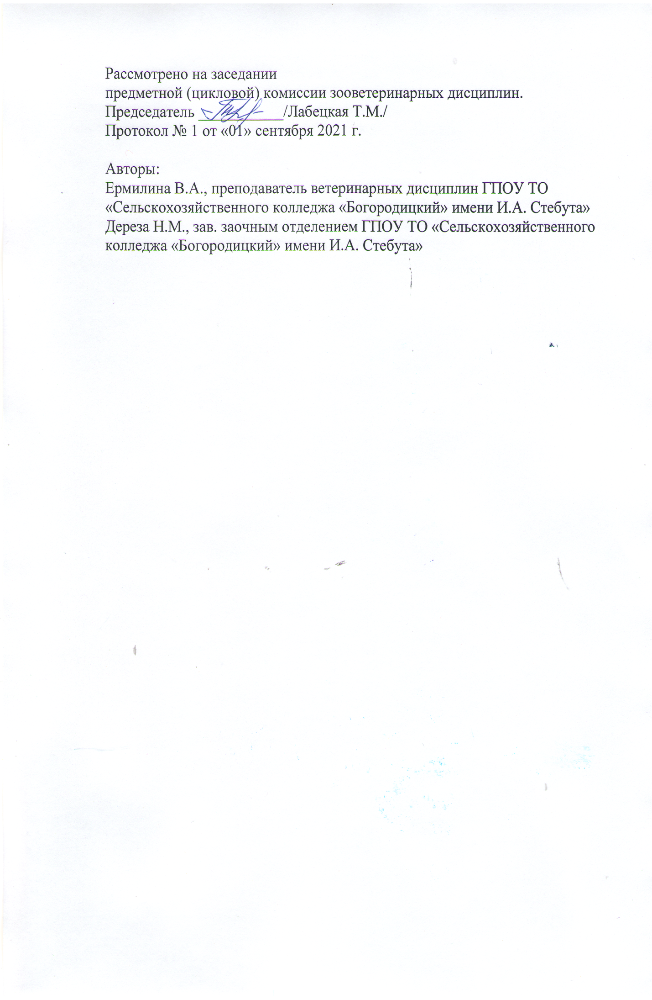 Рассмотрено на заседании
предметной (цикловой) комиссии зооветеринарных дисциплин.
Председатель ____________/Лабецкая Т.М./
Протокол № 1 от «01» сентября 2021 г.
Авторы:
Ермилина В.А., преподаватель ветеринарных дисциплин ГПОУ ТО
«Сельскохозяйственного колледжа «Богородицкий» имени И.А. Стебута»
Дереза Н.М., зав. заочным отделением ГПОУ ТО «Сельскохозяйственного
колледжа «Богородицкий» имени И.А. Стебута»